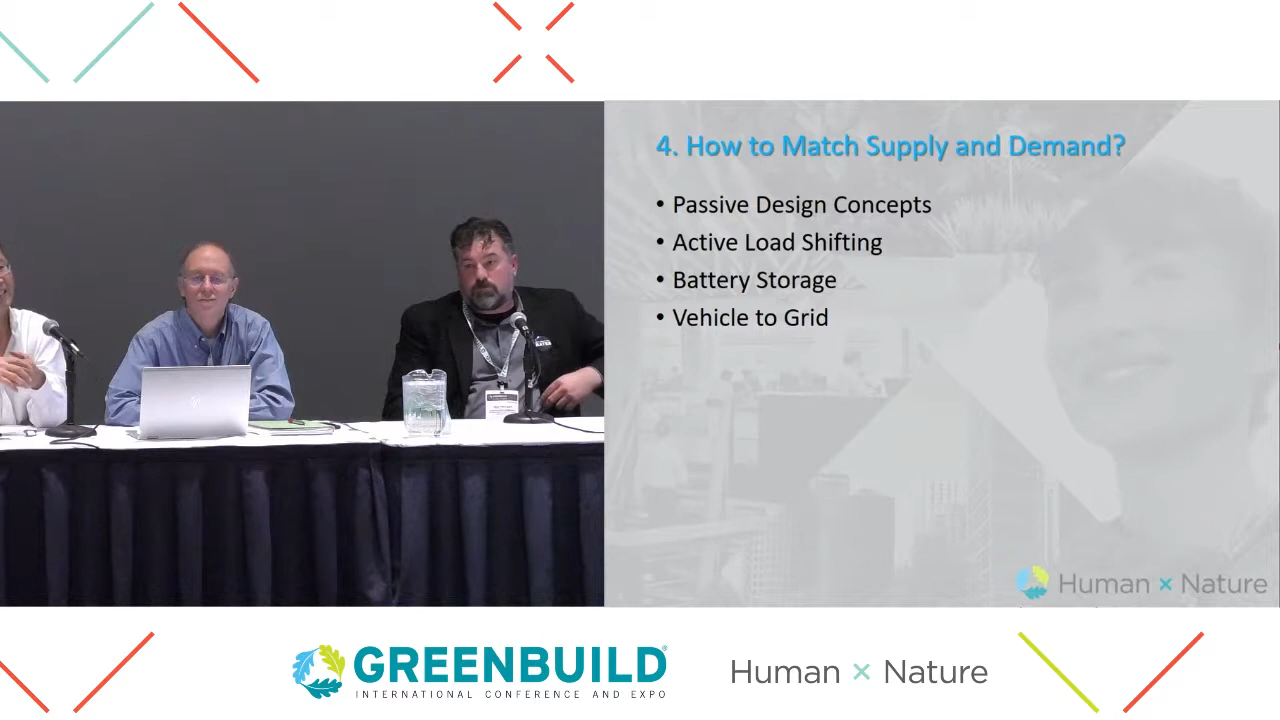 4. How to Match Supply and Demand?
• Passive Design Concepts
• Active Load Shifting
• Battery Storage
• Vehicle to Grid
Human × Nature
GREENBUILD®
INTERNATIONAL CONFERENCE AND EXPO
Human × Nature